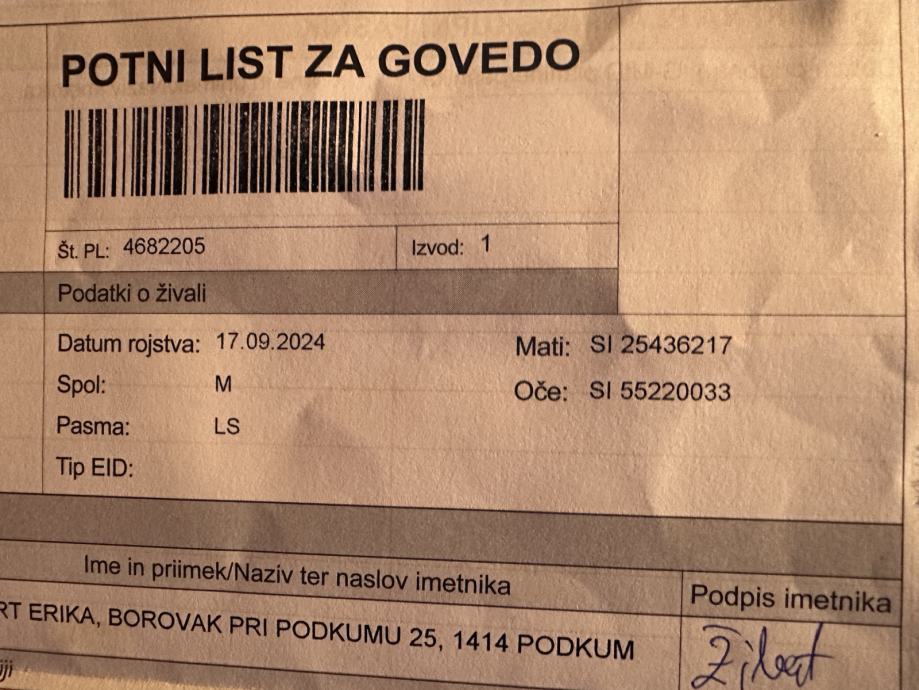 POTNI LIST ZA GOVEDO
Št. PL: 4682205 Izvod: 1
Podatki o živali
Datum rojstva: 17.09.2024 Mati: SI 25436217
Spol: M Oče: SI 55220033
Pasma: LS
Tip EID:
Ime in priimek/Naziv ter naslov imetnika Podpis imetnika
RT ERIKA, BOROVAK PRI PODKUMU 25, 1414 PODKUM